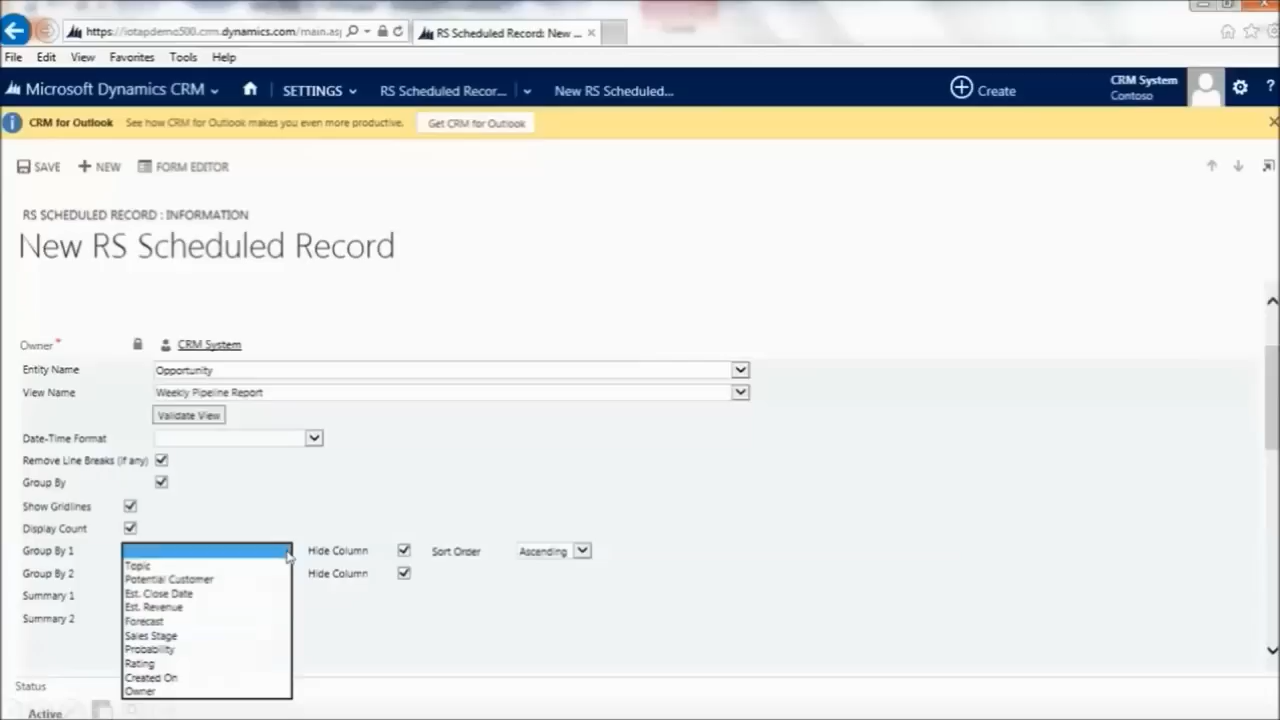 https://iotapdemo500.crm.dynamics.com/main.as
RS Scheduled Record: New ...
File Edit View Favorites Tools Help
Microsoft Dynamics CRM SETTINGS RS Scheduled Recor... New RS Scheduled... Create CRM System
Contoso
?
i CRM for Outlook See how CRM for Outlook makes you even more productive. Get CRM for Outlook
SAVE + NEW FORM EDITOR
RS SCHEDULED RECORD : INFORMATION
New RS Scheduled Record
Owner * CRM System
Entity Name Opportunity
View Name Weekly Pipeline Report
Validate View
Date-Time Format
Remove Line Breaks (if any)
Group By
Show Gridlines
Display Count
Group By 1 Hide Column Sort Order Ascending
Topic
Group By 2 Potential Customer Hide Column
Est. Close Date
Summary 1
Est. Revenue
Summary 2 Forecast
Sales Stage
Probability
Rating
Created On
Status
Owner
Active